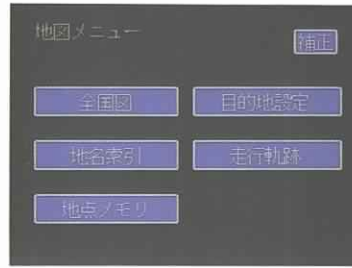 地図メニュー
補正
全国図
目的地設定
地名索引
走行軌跡
地点メモリ